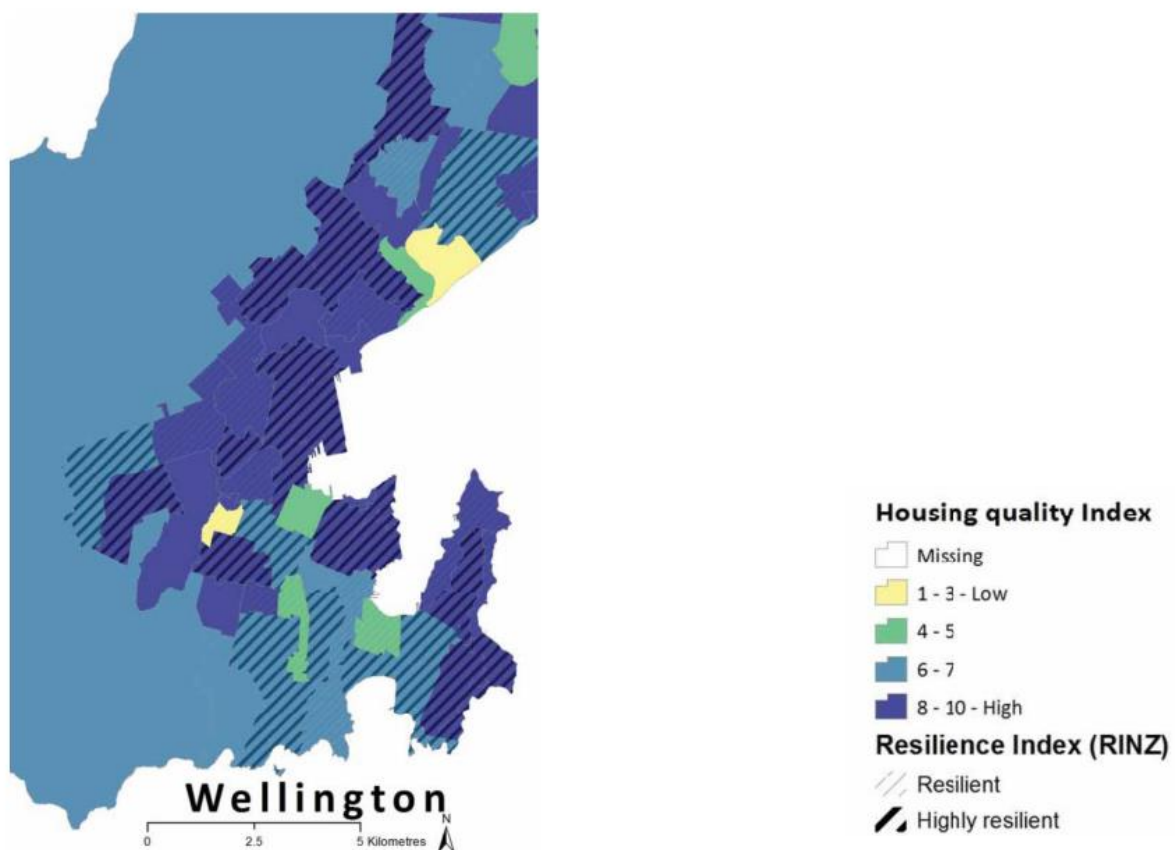 Housing quality Index
Missing
1 - 3 - Low
4 - 5
6 - 7
8 - 10 - High
Resilience Index (RINZ)
Resilient
Highly resilient
Wellington
N
0 2.5 5 Kilometres